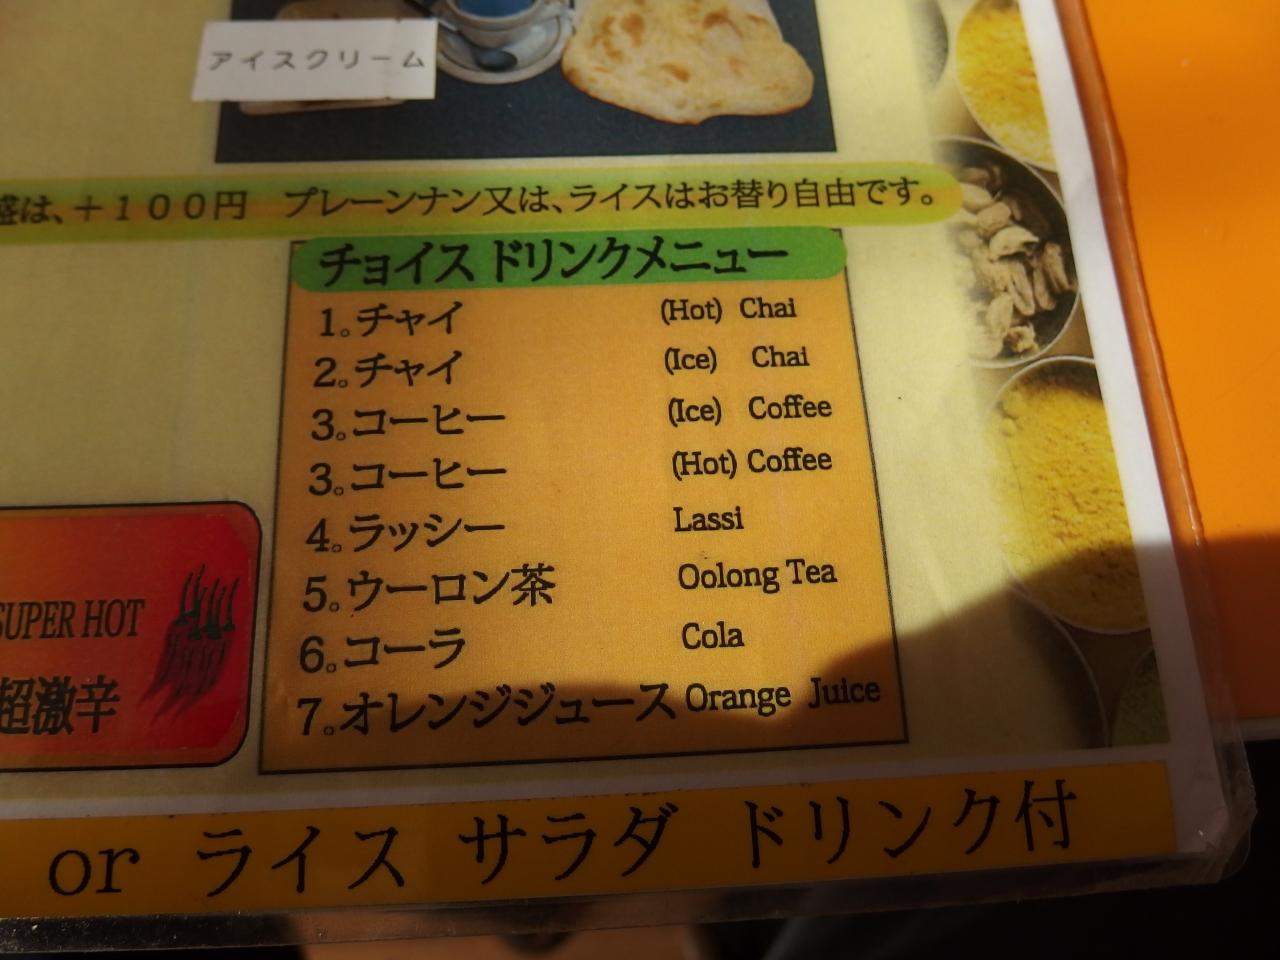 アイスクリーム
盛は、＋１００円　プレーンナン又は、ライスはお替り自由です。
チョイス ドリンクメニュー
1。チャイ (Hot) Chai
2。チャイ (Ice) Chai
3。コーヒー (Ice) Coffee
3。コーヒー (Hot) Coffee
4。ラッシー Lassi
5。ウーロン茶 Oolong Tea
6。コーラ Cola
7。オレンジジュース Orange Juice
SUPER HOT
超激辛
or ライス サラダ ドリンク付